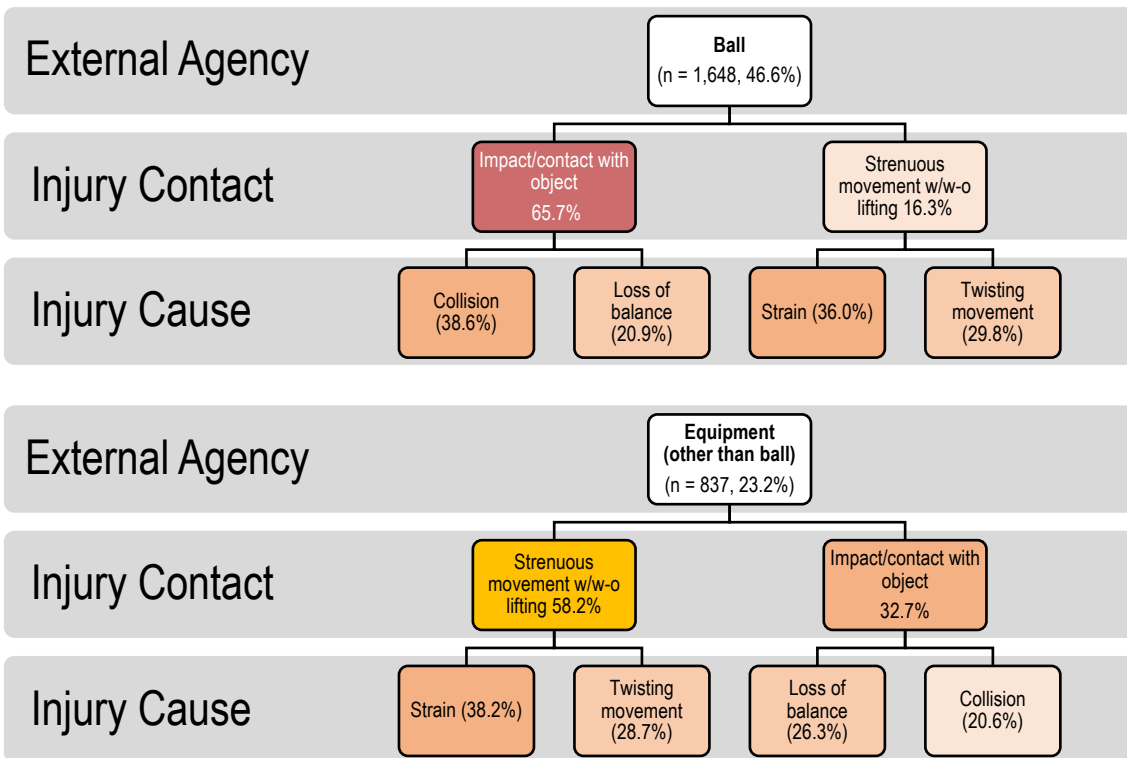 External Agency
Ball
(n = 1,648, 46.6%)
Injury Contact
Impact/contact with
object
65.7%
Strenuous
movement w/w-o
lifting 16.3%
Injury Cause
Collision
(38.6%)
Loss of
balance
(20.9%)
Strain (36.0%)
Twisting
movement
(29.8%)
External Agency
Equipment
(other than ball)
(n = 837, 23.2%)
Injury Contact
Strenuous
movement w/w-o
lifting 58.2%
Impact/contact with
object
32.7%
Injury Cause
Strain (38.2%)
Twisting
movement
(28.7%)
Loss of
balance
(26.3%)
Collision
(20.6%)